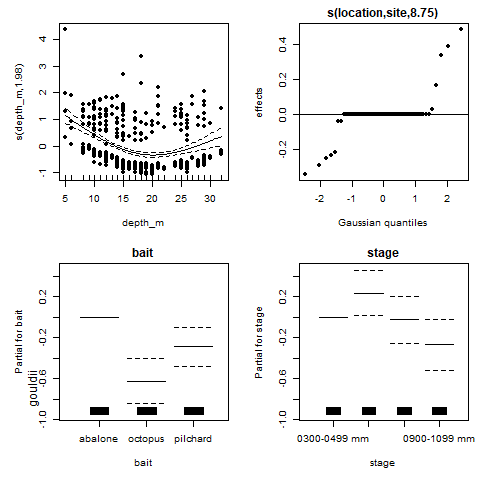 s(depth_m,1.98)
4
3
2
1
0
-1
5 10 15 20 25 30
depth_m
s(location,site,8.75)
effects
0.4
0.2
-0.2
-2 -1 0 1 2
Gaussian quantiles
bait
Partial for bait
gouldii
0.2
-0.2
-0.6
-1.0
abalone octopus pilchard
bait
stage
Partial for stage
0.2
-0.2
-0.6
-1.0
0300-0499 mm 0900-1099 mm
stage